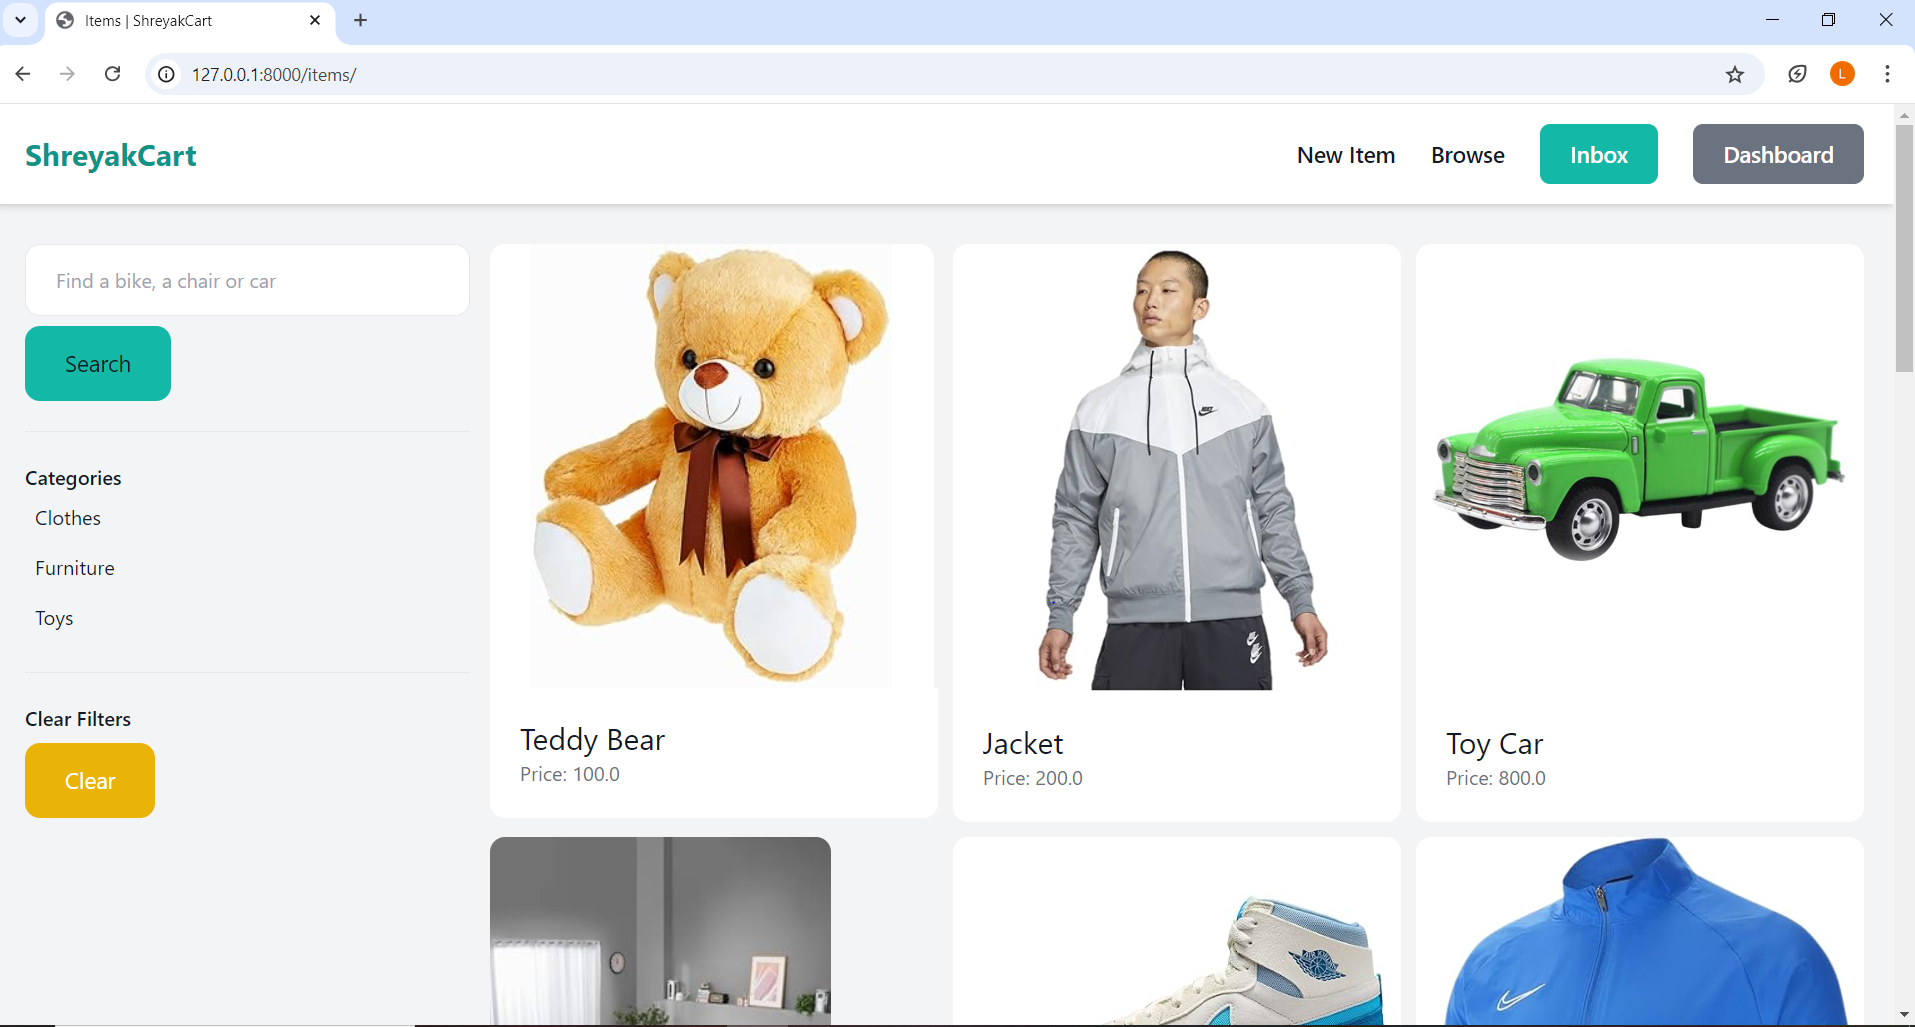 Items | ShreyakCart
127.0.0.1:8000/items/
L
ShreyakCart
New Item Browse Inbox Dashboard
Find a bike, a chair or car
Search
Categories
Clothes
Furniture
Toys
Clear Filters
Clear
Teddy Bear
Price: 100.0
Jacket
Price: 200.0
Toy Car
Price: 800.0